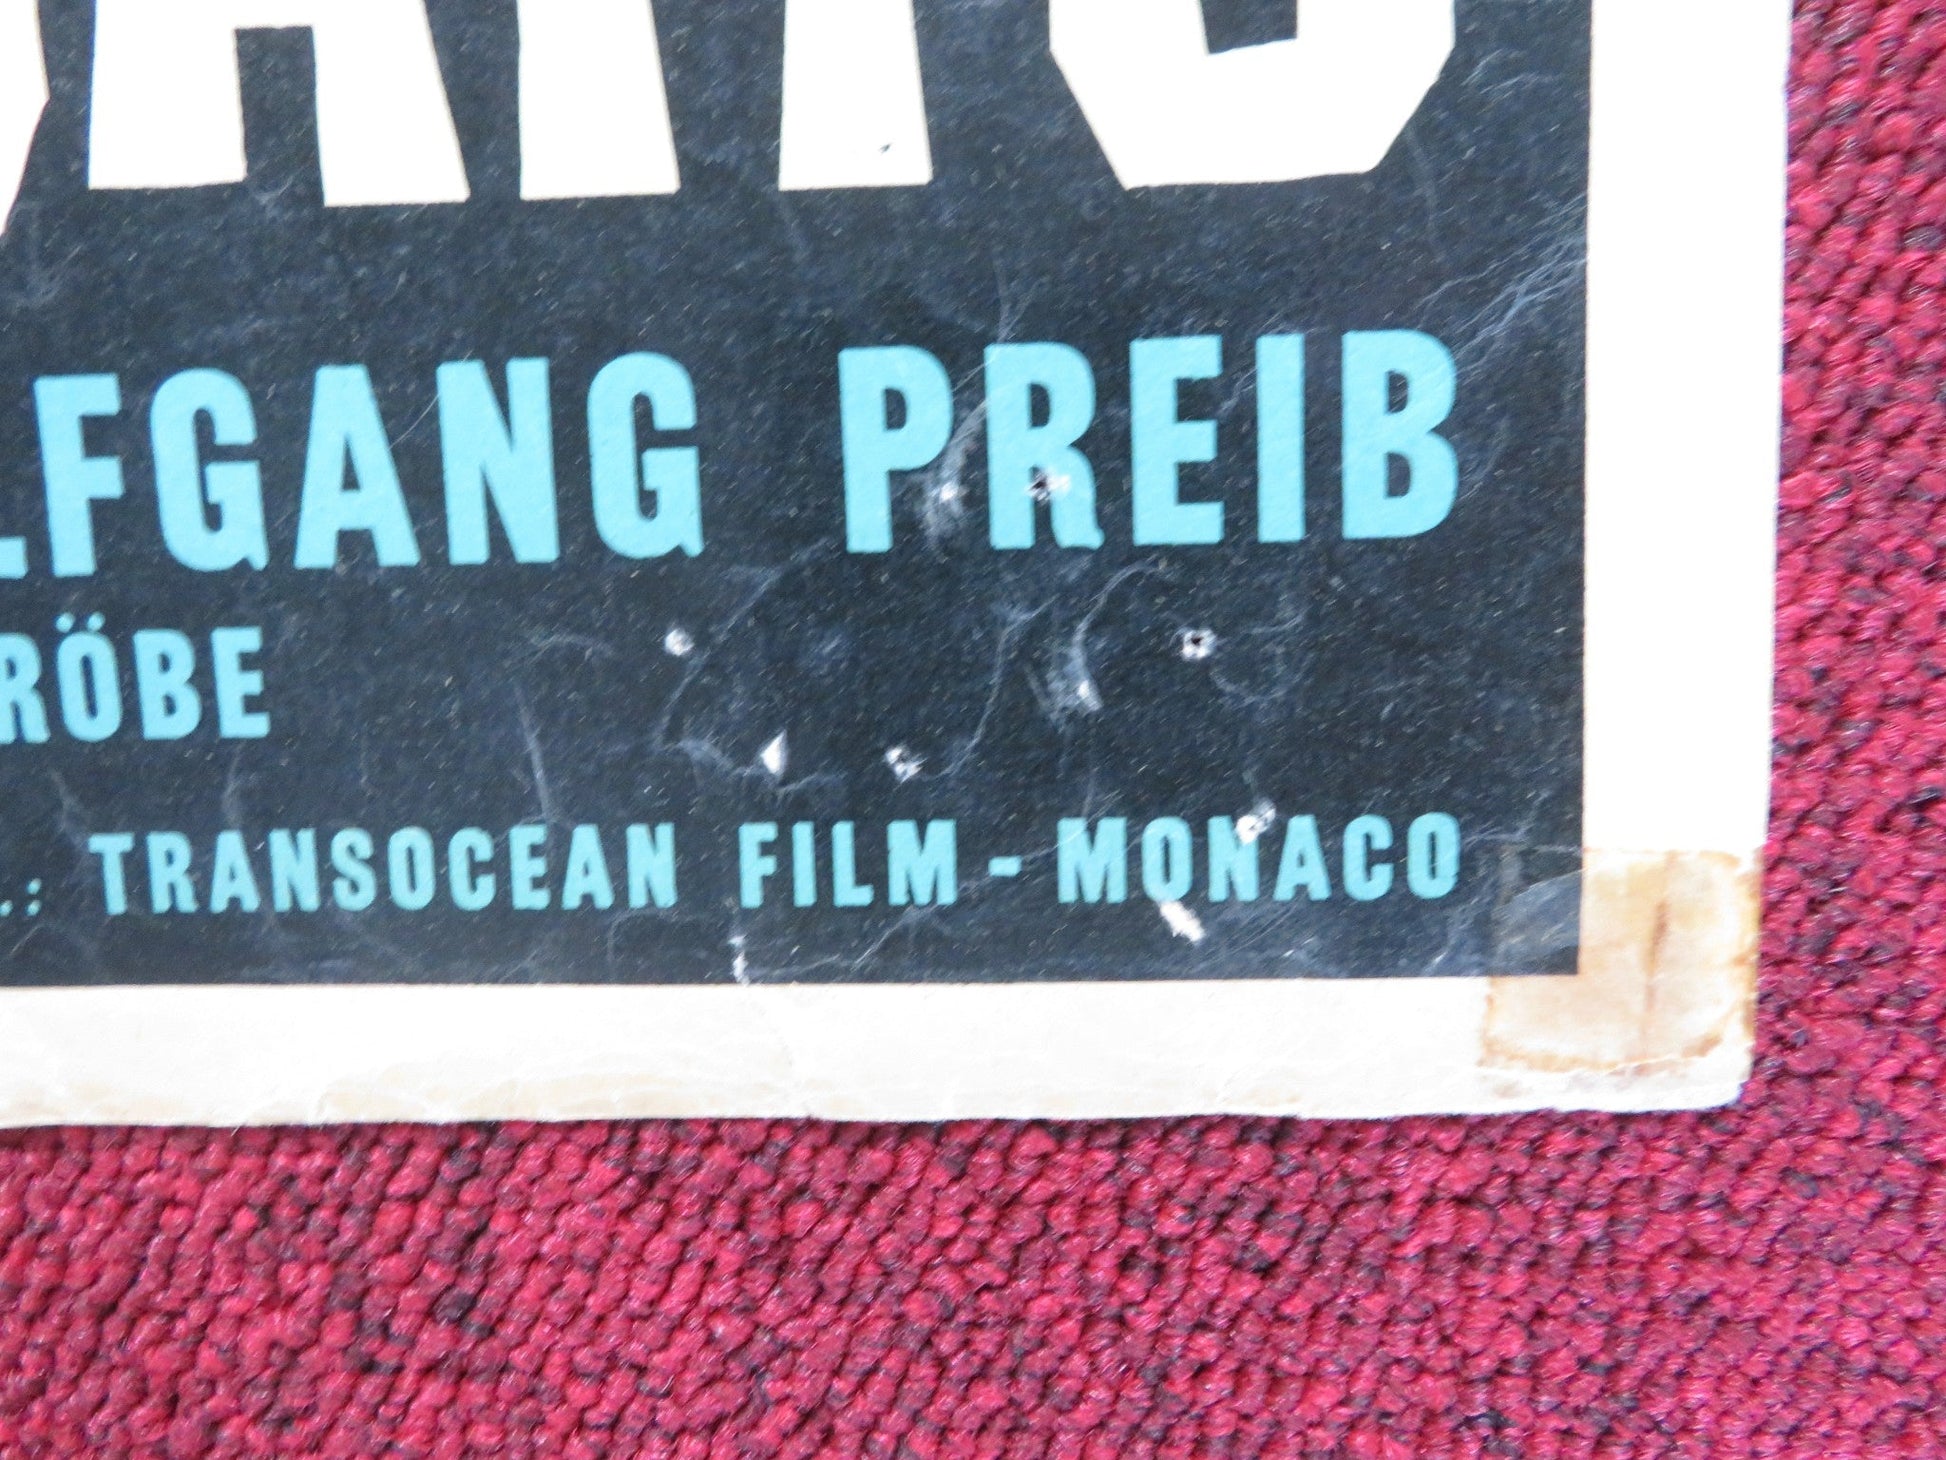 LFGANG PREIB
RÖBE
.: TRANSOCEAN FILM - MONACO